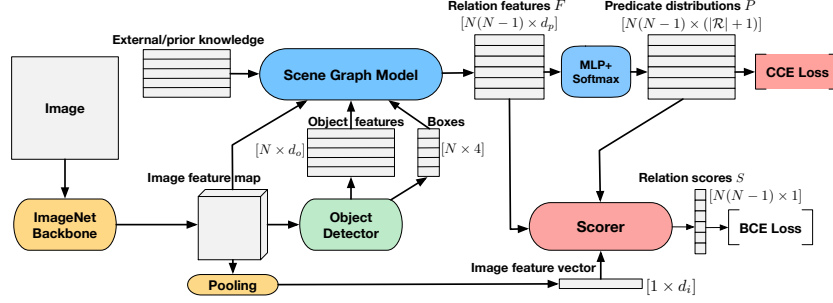 Relation features F
[N(N − 1) × d_p]
Predicate distributions P
[N(N − 1) × (|R| + 1)]
External/prior knowledge
Scene Graph Model
MLP+
Softmax
CCE Loss
Image
Object features
[N × d_o]
Boxes
[N × 4]
Image feature map
ImageNet
Backbone
Object
Detector
Scorer
Relation scores S
[N(N − 1) × 1]
BCE Loss
Pooling
Image feature vector
[1 × d_i]